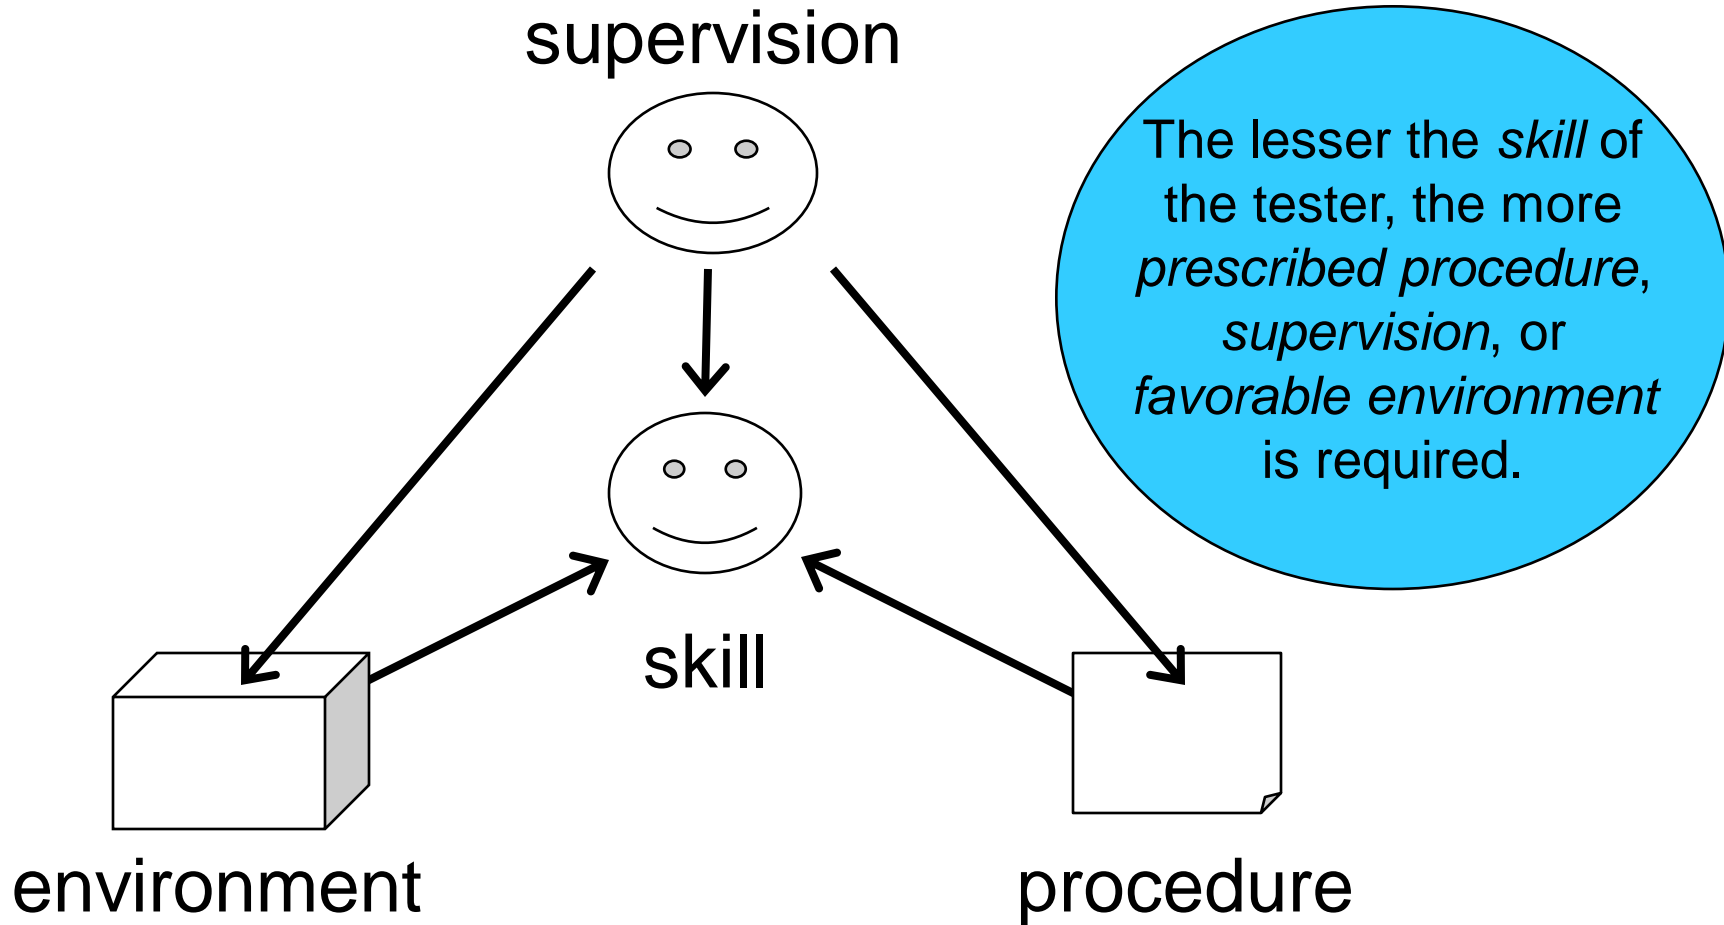 supervision
The lesser the skill of
the tester, the more
prescribed procedure,
supervision, or
favorable environment
is required.
skill
environment
procedure